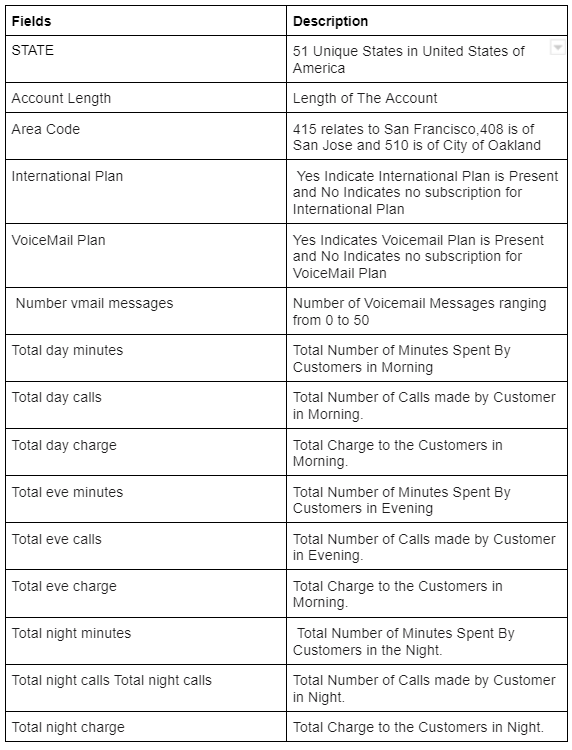 Fields
Description
STATE
51 Unique States in United States of
America
Account Length
Length of The Account
Area Code
415 relates to San Francisco,408 is of
San Jose and 510 is of City of Oakland
International Plan
Yes Indicate International Plan is Present
and No Indicates no subscription for
International Plan
VoiceMail Plan
Yes Indicates Voicemail Plan is Present
and No Indicates no subscription for
VoiceMail Plan
Number vmail messages
Number of Voicemail Messages ranging
from 0 to 50
Total day minutes
Total Number of Minutes Spent By
Customers in Morning
Total day calls
Total Number of Calls made by Customer
in Morning.
Total day charge
Total Charge to the Customers in
Morning.
Total eve minutes
Total Number of Minutes Spent By
Customers in Evening
Total eve calls
Total Number of Calls made by Customer
in Evening.
Total eve charge
Total Charge to the Customers in
Morning.
Total night minutes
Total Number of Minutes Spent By
Customers in the Night.
Total night calls Total night calls
Total Number of Calls made by Customer
in Night.
Total night charge
Total Charge to the Customers in Night.